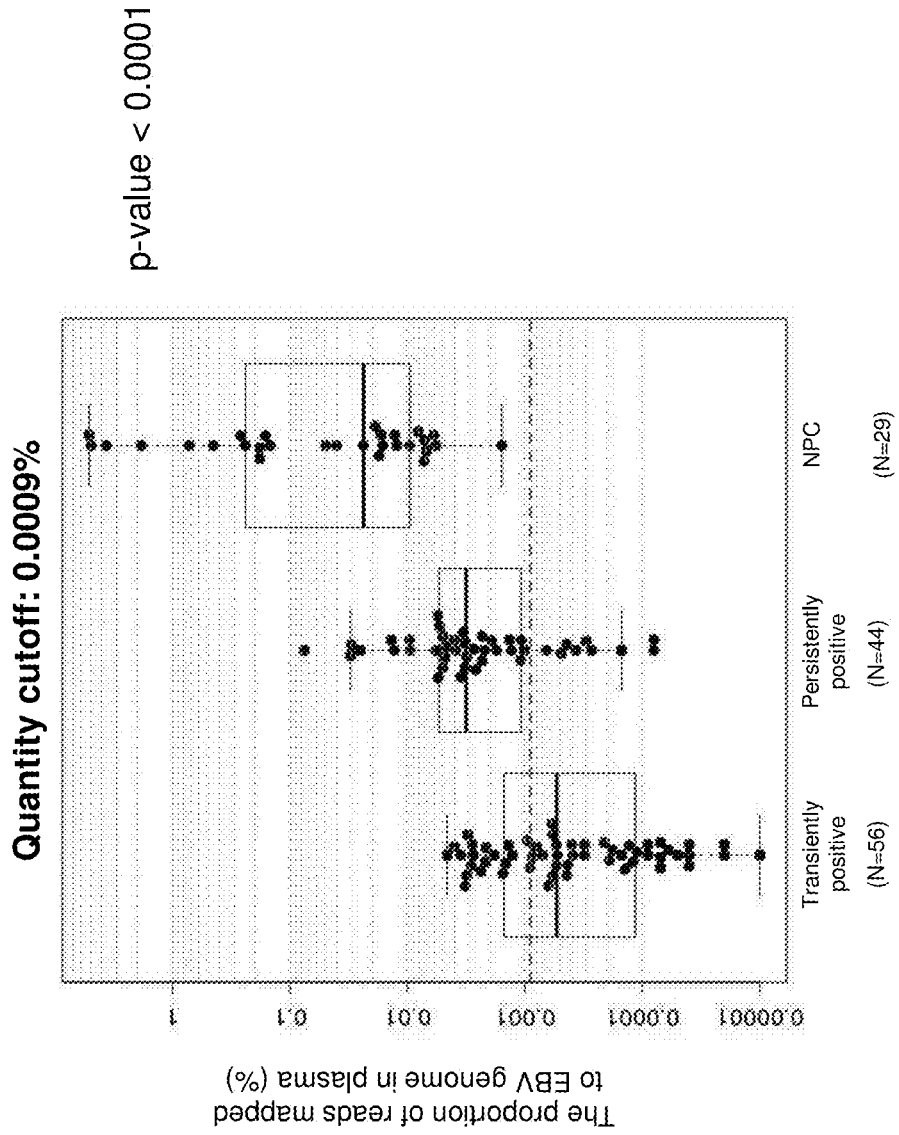 Quantity cutoff: 0.0009%
p-value < 0.0001
The proportion of reads mapped
to EBV genome in plasma (%)
1
0.1
0.01
0.001
0.0001
0.00001
Transiently
positive
(N=56)
Persistently
positive
(N=44)
NPC
(N=29)